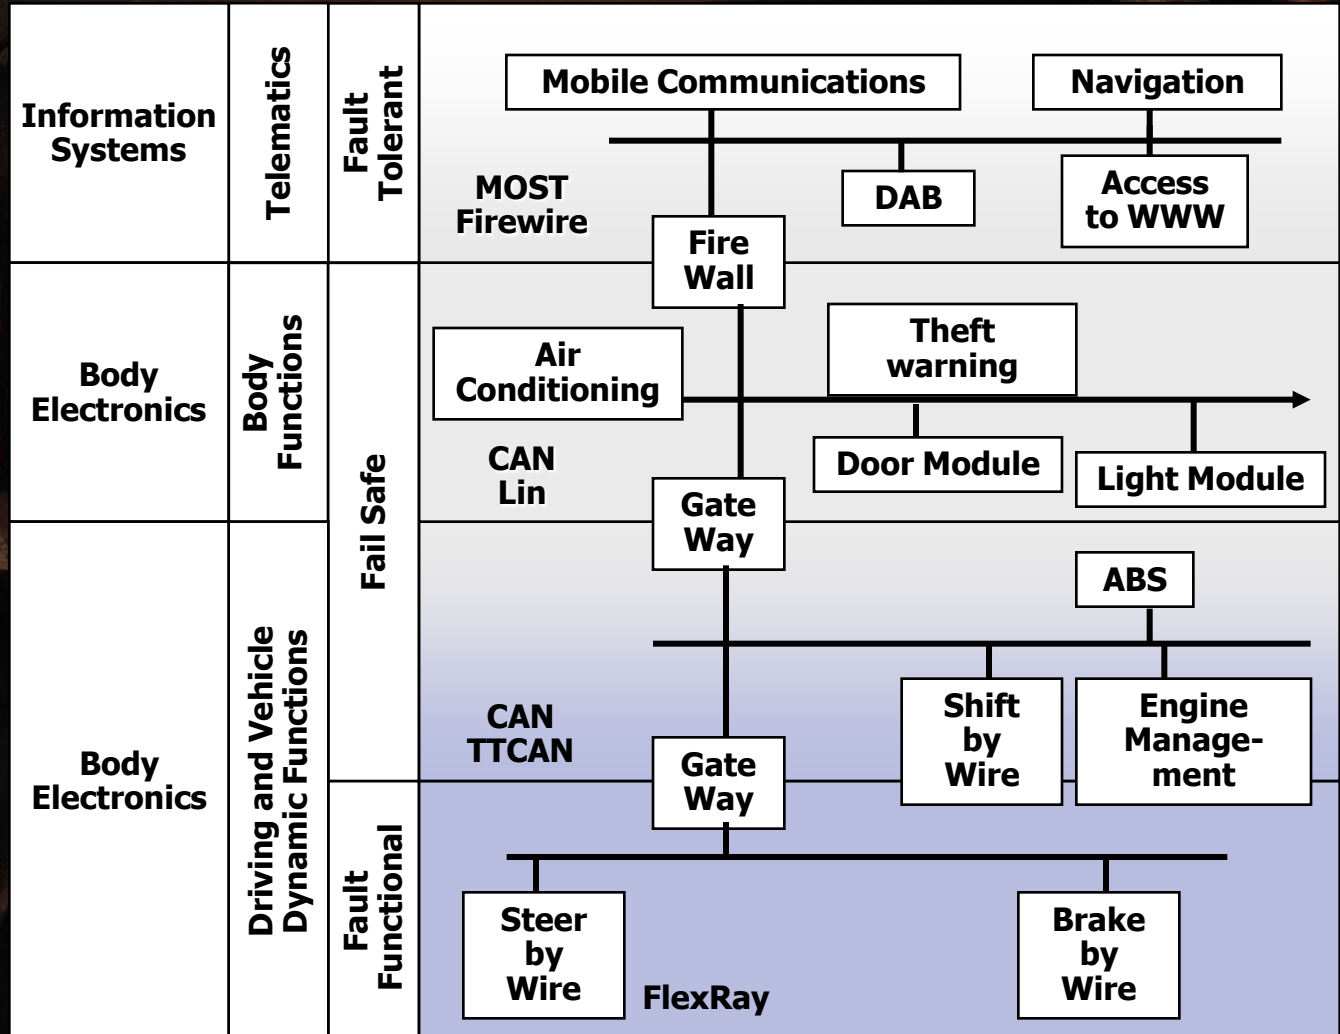 Information
Systems
Telematics
Fault
Tolerant
Mobile Communications
Navigation
MOST
Firewire
DAB
Access
to WWW
Fire
Wall
Body
Electronics
Body
Functions
Fail Safe
Air
Conditioning
Theft
warning
CAN
Lin
Door Module
Light Module
Gate
Way
Body
Electronics
Driving and Vehicle
Dynamic Functions
ABS
CAN
TTCAN
Shift
by
Wire
Engine
Manage-
ment
Gate
Way
Fault
Functional
Steer
by
Wire
Brake
by
Wire
FlexRay